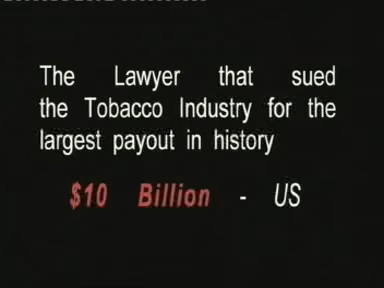 The Lawyer that sued
the Tobacco Industry for the
largest payout in history
$10 Billion - US